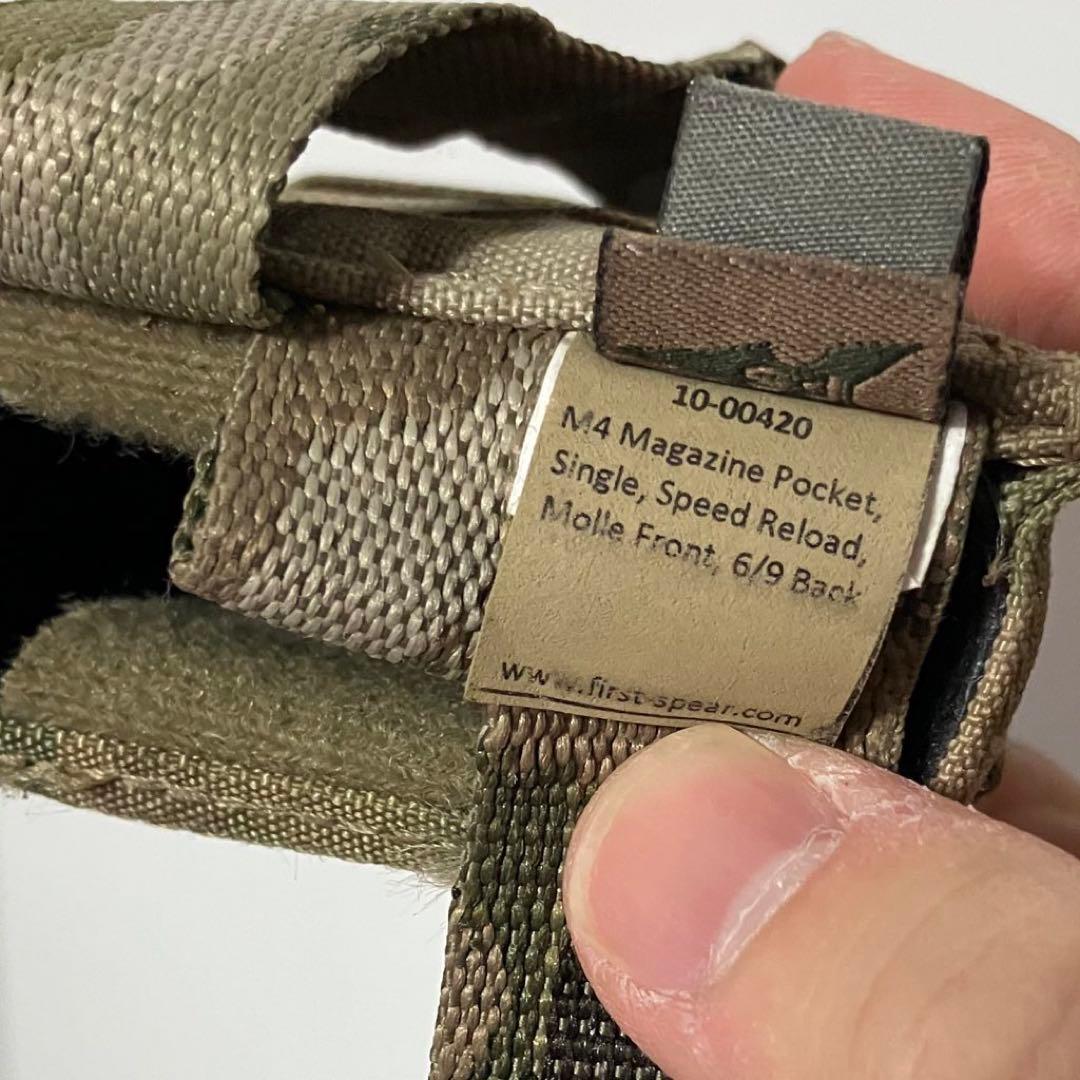 10-00420
M4 Magazine Pocket,
Single, Speed Reload,
Molle Front, 6/9 Back
www.first-spear.com